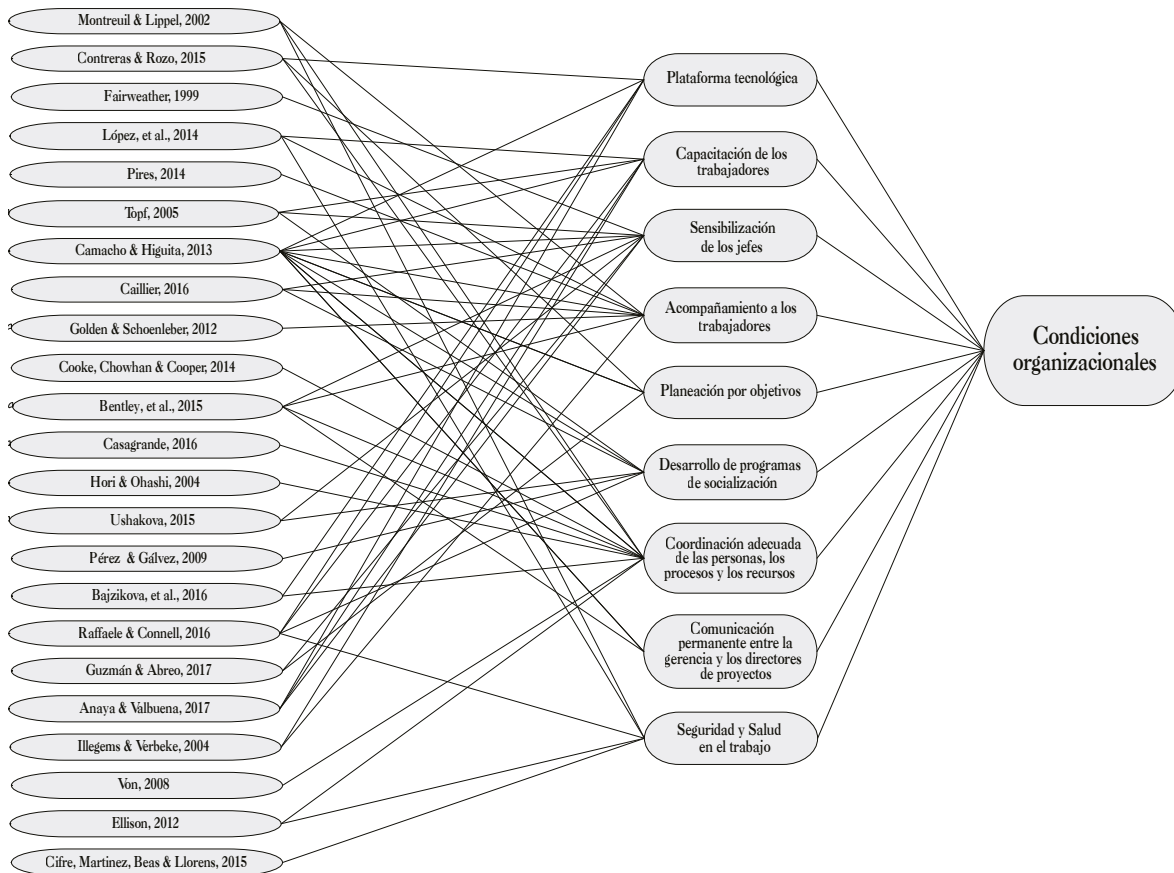 Montreuil & Lippel, 2002
Contreras & Rozo, 2015
Fairweather, 1999
López, et al., 2014
Pires, 2014
Topf, 2005
Camacho & Higuita, 2013
Caillier, 2016
Golden & Schoenleber, 2012
Cooke, Chowhan & Cooper, 2014
Bentley, et al., 2015
Casagrande, 2016
Hori & Ohashi, 2004
Ushakova, 2015
Pérez & Gálvez, 2009
Bajzikova, et al., 2016
Raffaele & Connell, 2016
Guzmán & Abreo, 2017
Anaya & Valbuena, 2017
Illegems & Verbeke, 2004
Von, 2008
Ellison, 2012
Cifre, Martinez, Beas & Llorens, 2015
Plataforma tecnológica
Capacitación de los
trabajadores
Sensibilización
de los jefes
Acompañamiento a los
trabajadores
Planeación por objetivos
Desarrollo de programas
de socialización
Coordinación adecuada
de las personas, los
procesos y los recursos
Comunicación
permanente entre la
gerencia y los directores
de proyectos
Seguridad y Salud
en el trabajo
Condiciones
organizacionales